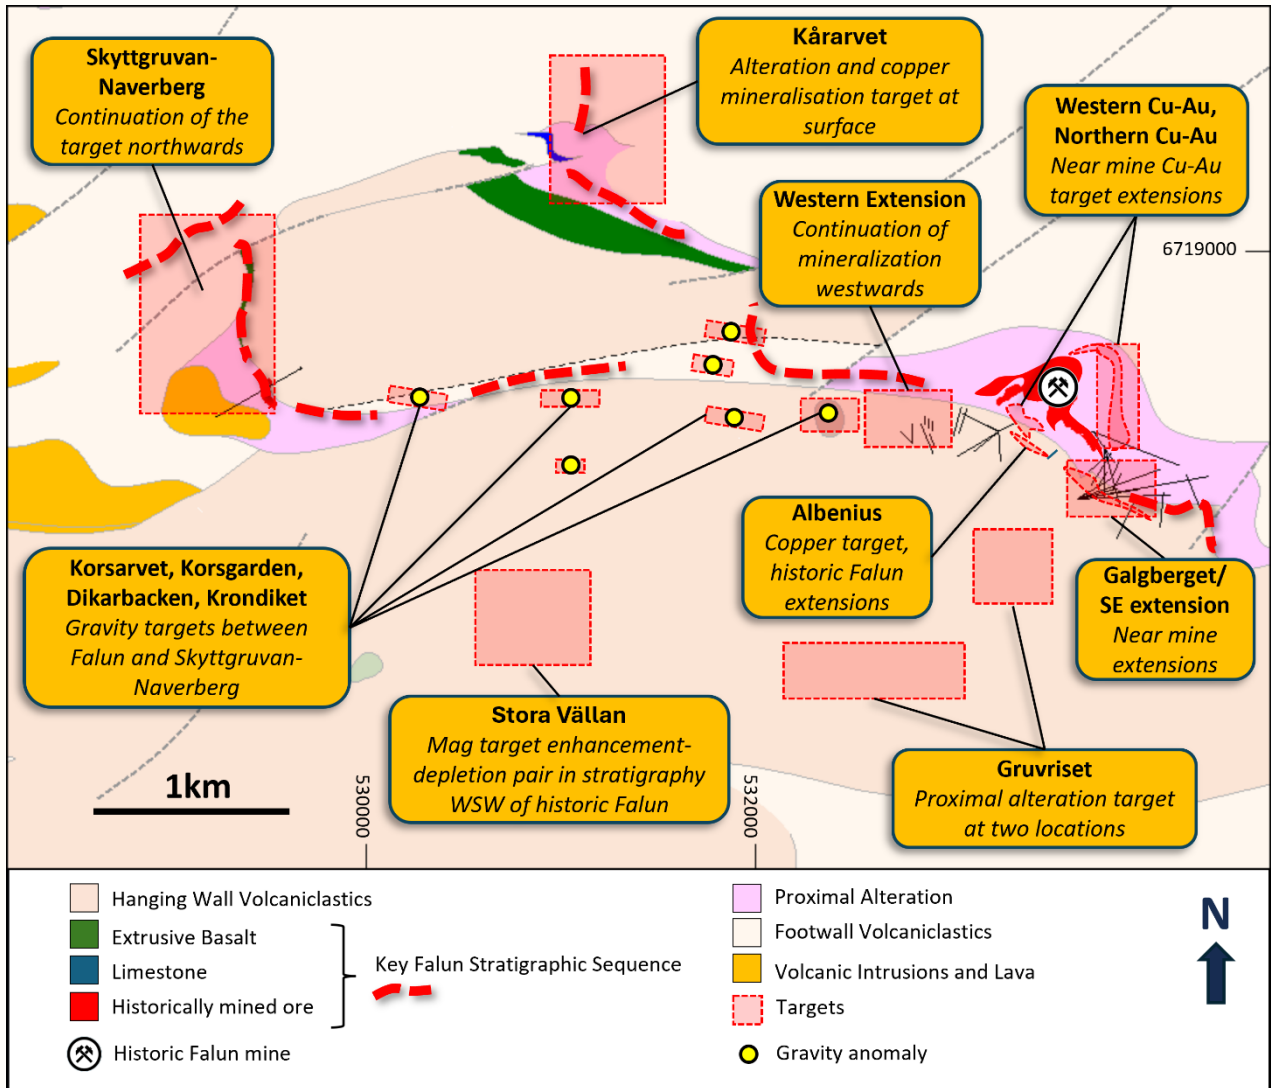 Skyttgruvan-
Naverberg
Continuation of the
target northwards
Kårarvet
Alteration and copper
mineralisation target at
surface
Western Cu-Au,
Northern Cu-Au
Near mine Cu-Au
target extensions
Western Extension
Continuation of
mineralization
westwards
6719000
Korsarvet, Korsgarden,
Dikarbacken, Krondiket
Gravity targets between
Falun and Skyttgruvan-
Naverberg
Albenius
Copper target,
historic Falun
extensions
Galgberget/
SE extension
Near mine
extensions
Stora Vällan
Mag target enhancement-
depletion pair in stratigraphy
WSW of historic Falun
Gruvriset
Proximal alteration target
at two locations
1km
530000
532000
Hanging Wall Volcaniclastics
Extrusive Basalt
Limestone
Historically mined ore
Historic Falun mine
Key Falun Stratigraphic Sequence
Proximal Alteration
Footwall Volcaniclastics
Volcanic Intrusions and Lava
Targets
Gravity anomaly
N